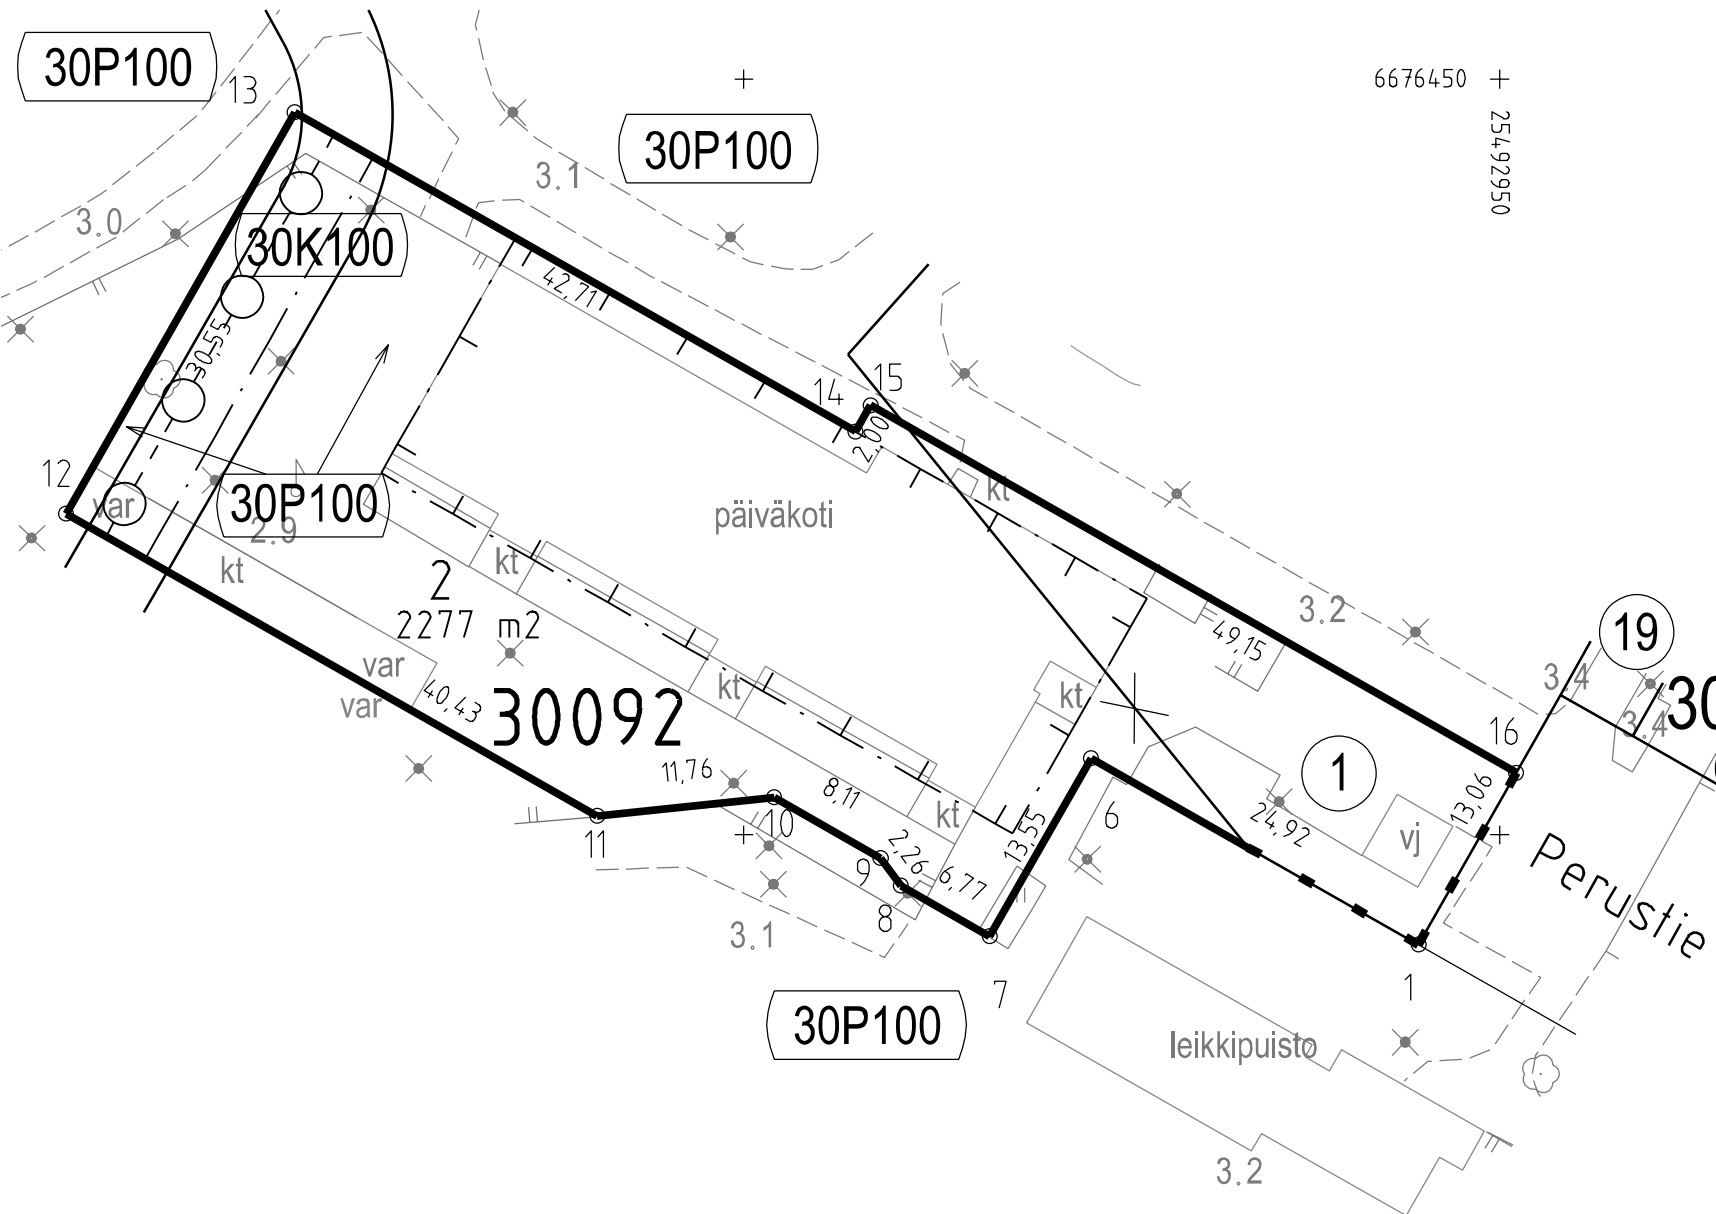 30P100
13
6676450
25492950
30P100
3.1
3.0
30K100
42,71
30,55
14
15
2,00
12
var
30P100
2.9
kt
päiväkoti
kt
kt
2
2277 m2
var
var
40,43
30092
kt
kt
49,15
3.2
19
3.4
3.4
30
16
11,76
8,11
10
11
2,26
9
8
6,77
13,55
kt
6
1
24,92
vj
13,06
Perustie
3.1
7
1
30P100
leikkipuisto
3.2